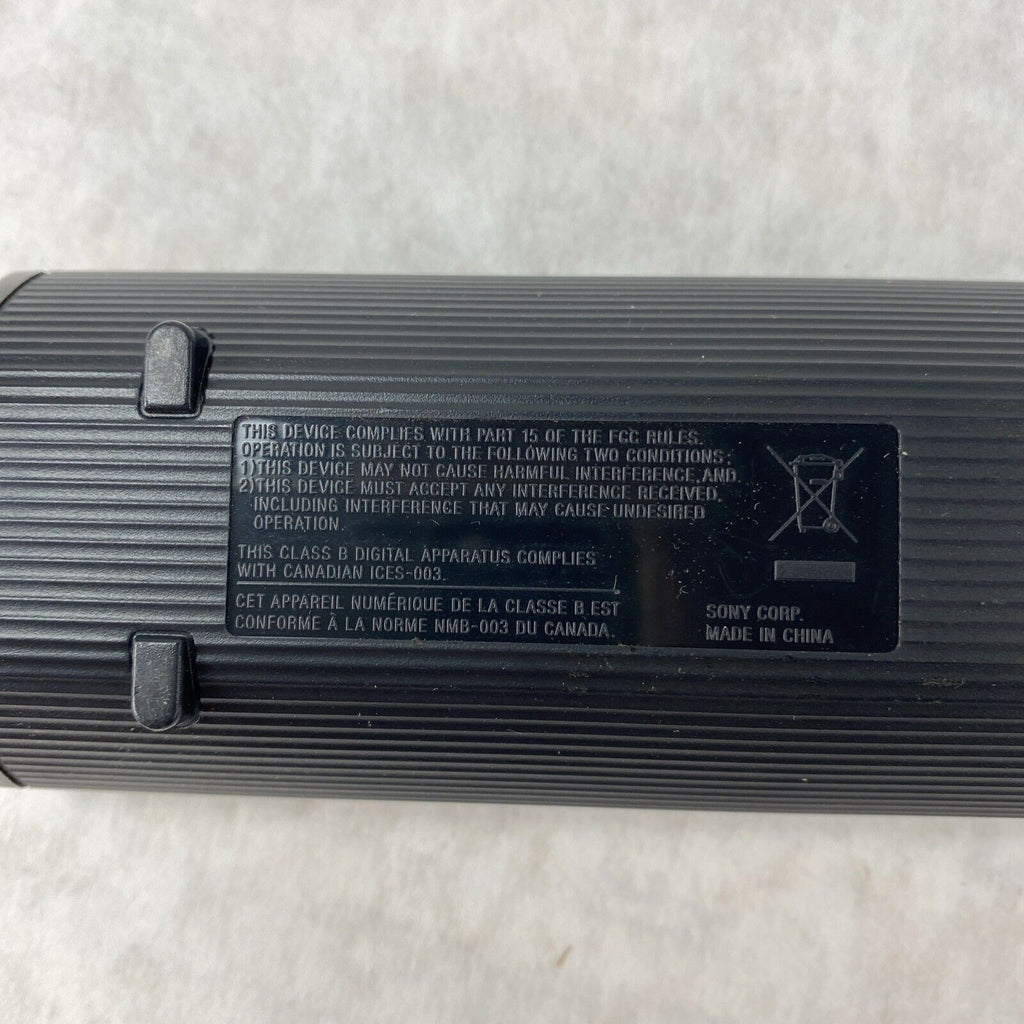 THIS DEVICE COMPLIES WITH PART 15 OF THE FCC RULES.
OPERATION IS SUBJECT TO THE FOLLOWING TWO CONDITIONS:
1)THIS DEVICE MAY NOT CAUSE HARMFUL INTERFERENCE,AND
2)THIS DEVICE MUST ACCEPT ANY INTERFERENCE RECEIVED,
INCLUDING INTERFERENCE THAT MAY CAUSE UNDESIRED
OPERATION.
THIS CLASS B DIGITAL APPARATUS COMPLIES
WITH CANADIAN ICES-003.
CET APPAREIL NUMÉRIQUE DE LA CLASSE B EST
CONFORME À LA NORME NMB-003 DU CANADA.
SONY CORP.
MADE IN CHINA